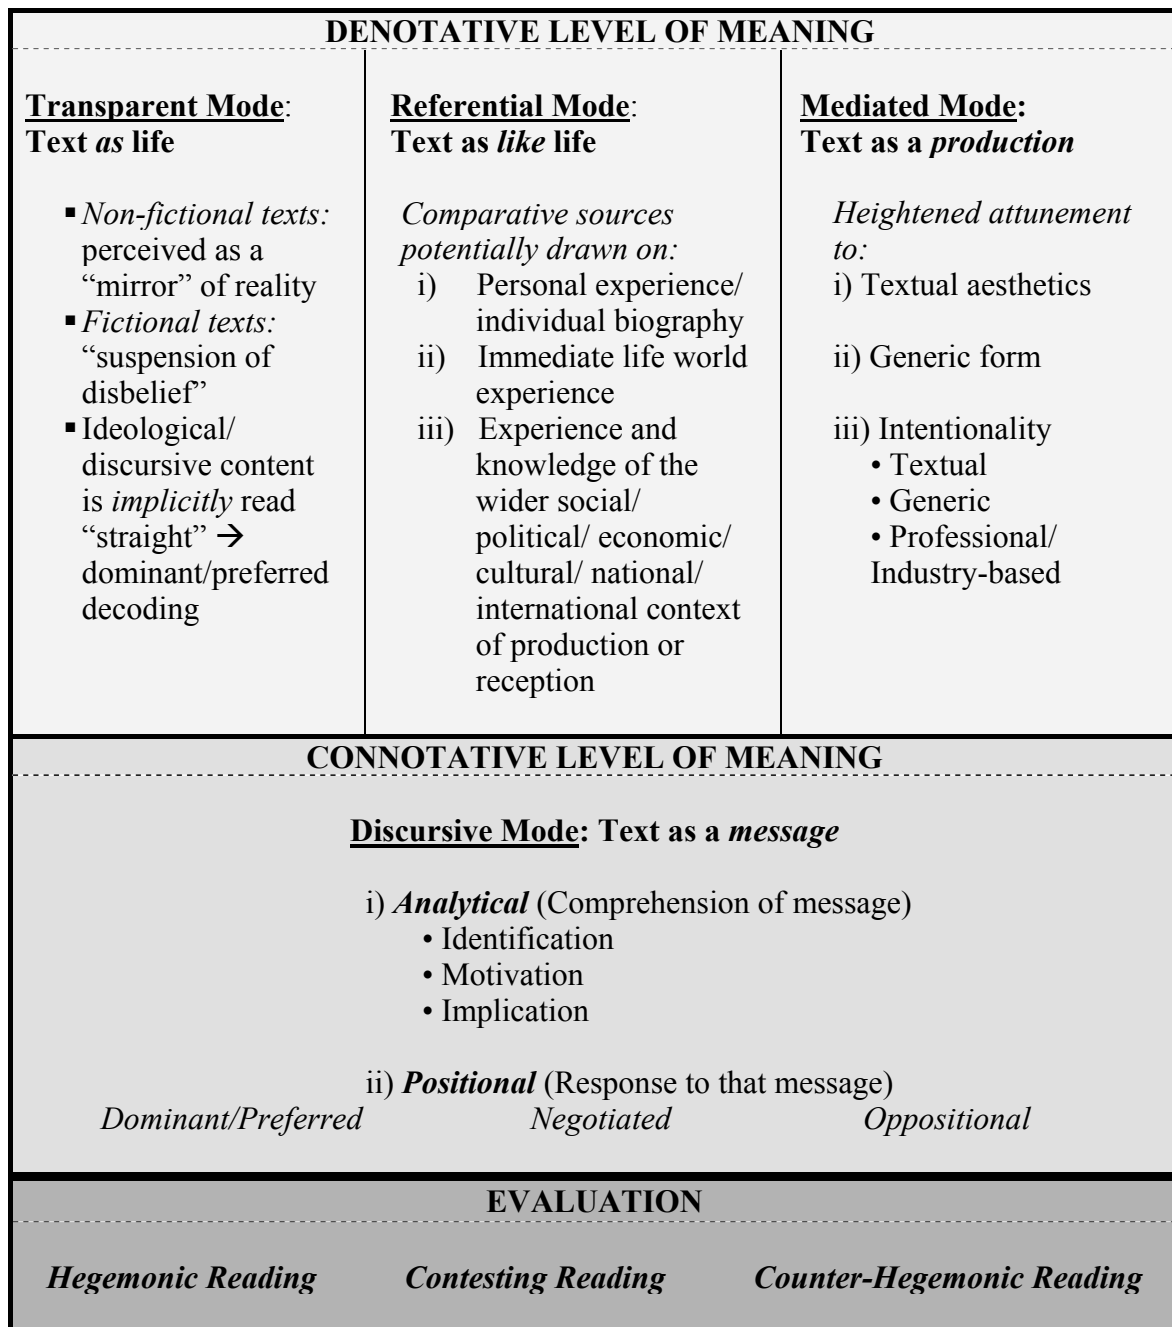 DENOTATIVE LEVEL OF MEANING
Transparent Mode:
Text as life
▪ Non-fictional texts:
perceived as a
“mirror” of reality
▪ Fictional texts:
“suspension of
disbelief”
▪ Ideological/
discursive content
is implicitly read
“straight” →
dominant/preferred
decoding
Referential Mode:
Text as like life
Comparative sources
potentially drawn on:
i) Personal experience/
individual biography
ii) Immediate life world
experience
iii) Experience and
knowledge of the
wider social/
political/ economic/
cultural/ national/
international context
of production or
reception
Mediated Mode:
Text as a production
Heightened attunement
to:
i) Textual aesthetics
ii) Generic form
iii) Intentionality
• Textual
• Generic
• Professional/
Industry-based
CONNOTATIVE LEVEL OF MEANING
Discursive Mode: Text as a message
i) Analytical (Comprehension of message)
• Identification
• Motivation
• Implication
ii) Positional (Response to that message)
Dominant/Preferred Negotiated Oppositional
EVALUATION
Hegemonic Reading Contesting Reading Counter-Hegemonic Reading